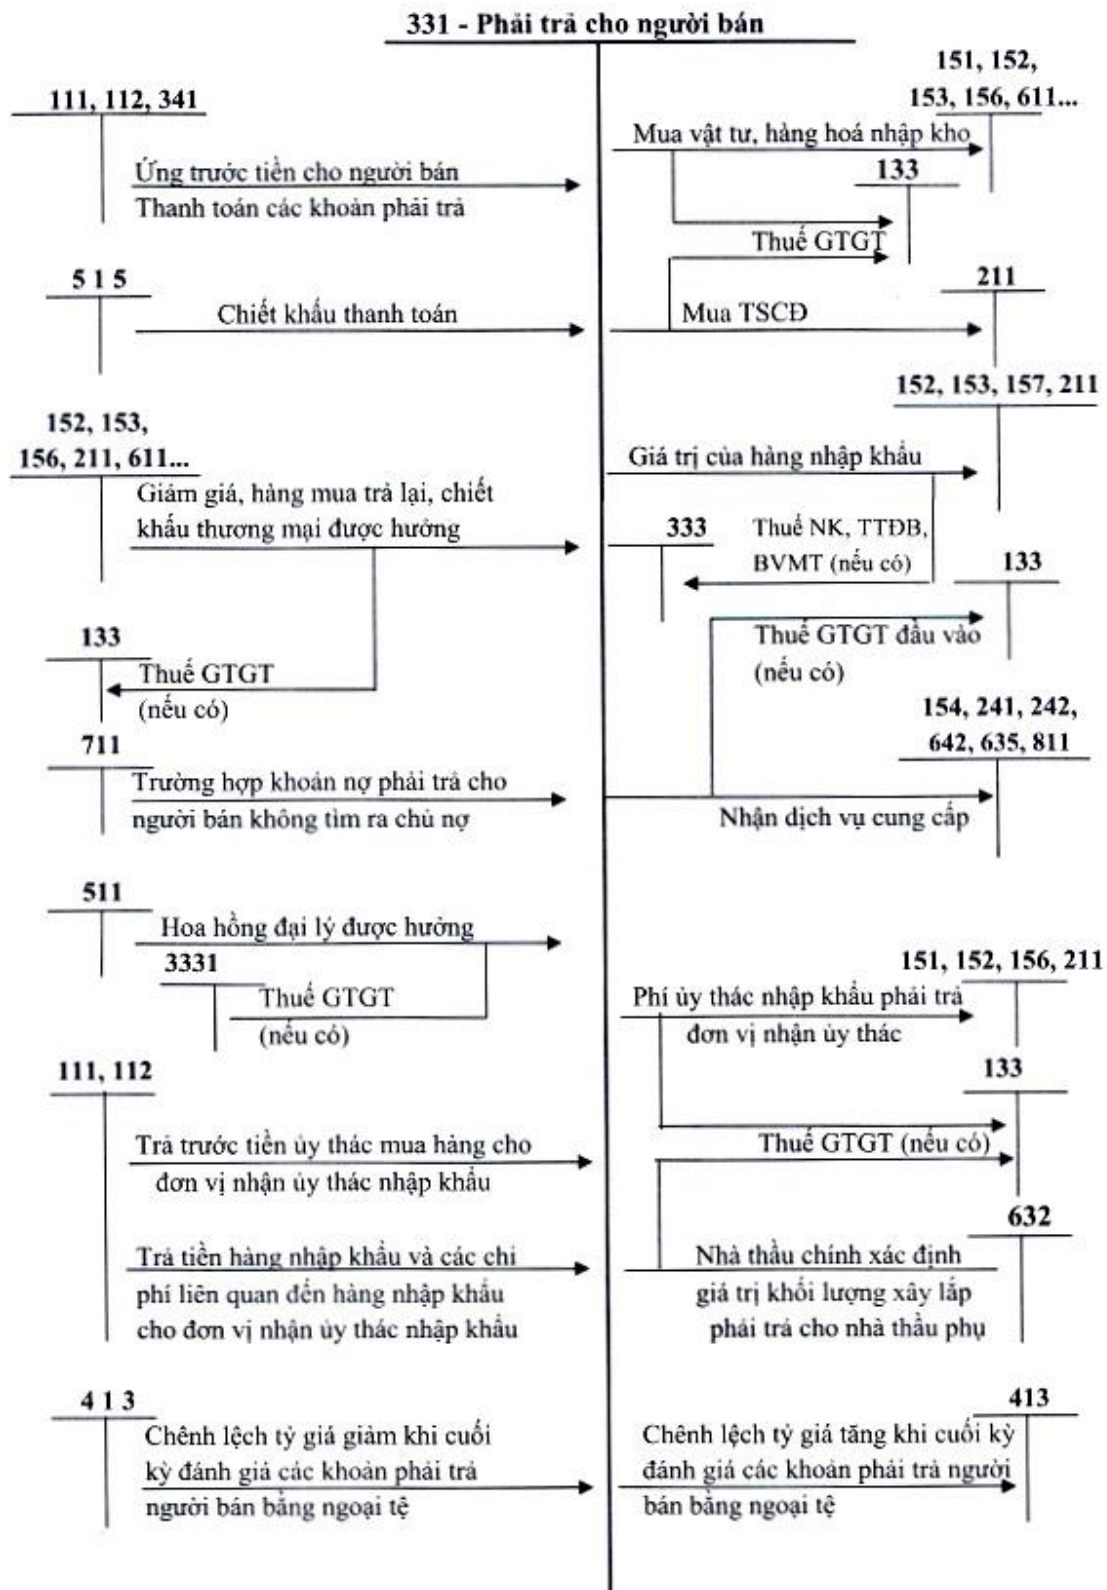 331 - Phải trả cho người bán
111, 112, 341
Ứng trước tiền cho người bán
Thanh toán các khoản phải trả
5 1 5
Chiết khấu thanh toán
152, 153,
156, 211, 611...
Giảm giá, hàng mua trả lại, chiết
khấu thương mại được hưởng
133
Thuế GTGT
(nếu có)
711
Trường hợp khoản nợ phải trả cho
người bán không tìm ra chủ nợ
511
Hoa hồng đại lý được hưởng
3331
Thuế GTGT
(nếu có)
111, 112
Trả trước tiền ủy thác mua hàng cho
đơn vị nhận ủy thác nhập khẩu
Trả tiền hàng nhập khẩu và các chi
phí liên quan đến hàng nhập khẩu
cho đơn vị nhận ủy thác nhập khẩu
4 1 3
Chênh lệch tỷ giá giảm khi cuối
kỳ đánh giá các khoản phải trả
người bán bằng ngoại tệ
151, 152,
153, 156, 611...
Mua vật tư, hàng hoá nhập kho
133
Thuế GTGT
211
Mua TSCĐ
152, 153, 157, 211
Giá trị của hàng nhập khẩu
333
Thuế NK, TTĐB,
BVMT (nếu có)
133
Thuế GTGT đầu vào
(nếu có)
154, 241, 242,
642, 635, 811
Nhận dịch vụ cung cấp
151, 152, 156, 211
Phí ủy thác nhập khẩu phải trả
đơn vị nhận ủy thác
133
Thuế GTGT (nếu có)
632
Nhà thầu chính xác định
giá trị khối lượng xây lắp
phải trả cho nhà thầu phụ
413
Chênh lệch tỷ giá tăng khi cuối kỳ
đánh giá các khoản phải trả người
bán bằng ngoại tệ